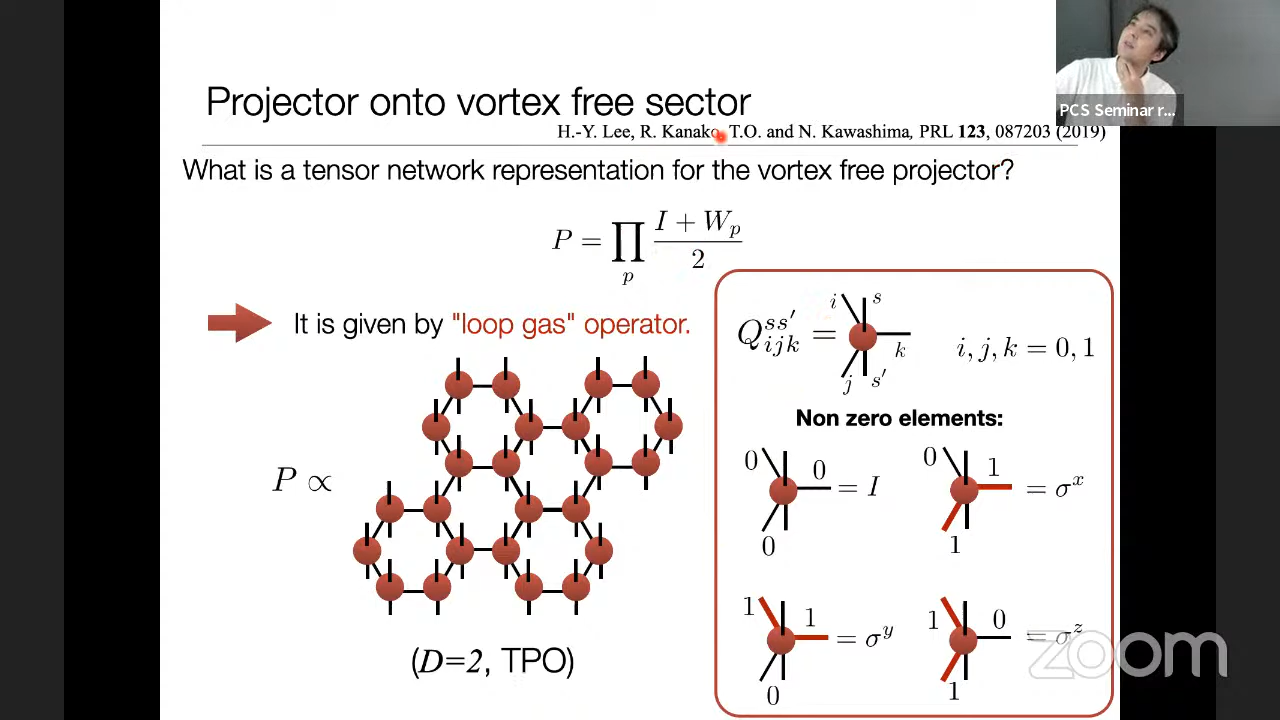 Projector onto vortex free sector
PCS Seminar r...
H.-Y. Lee, R. Kanako, T.O. and N. Kawashima, PRL 123, 087203 (2019)
What is a tensor network representation for the vortex free projector?
P = ∏_p (I + W_p)/2
It is given by "loop gas" operator.
Q_{ijk}^{ss'} =
i s
k
j s'
i, j, k = 0, 1
Non zero elements:
0 0 = I
0
0 1 = σ^x
1
P ∝
1 1 = σ^y
0
1 0 = σ^z
1
(D=2, TPO)
zoom